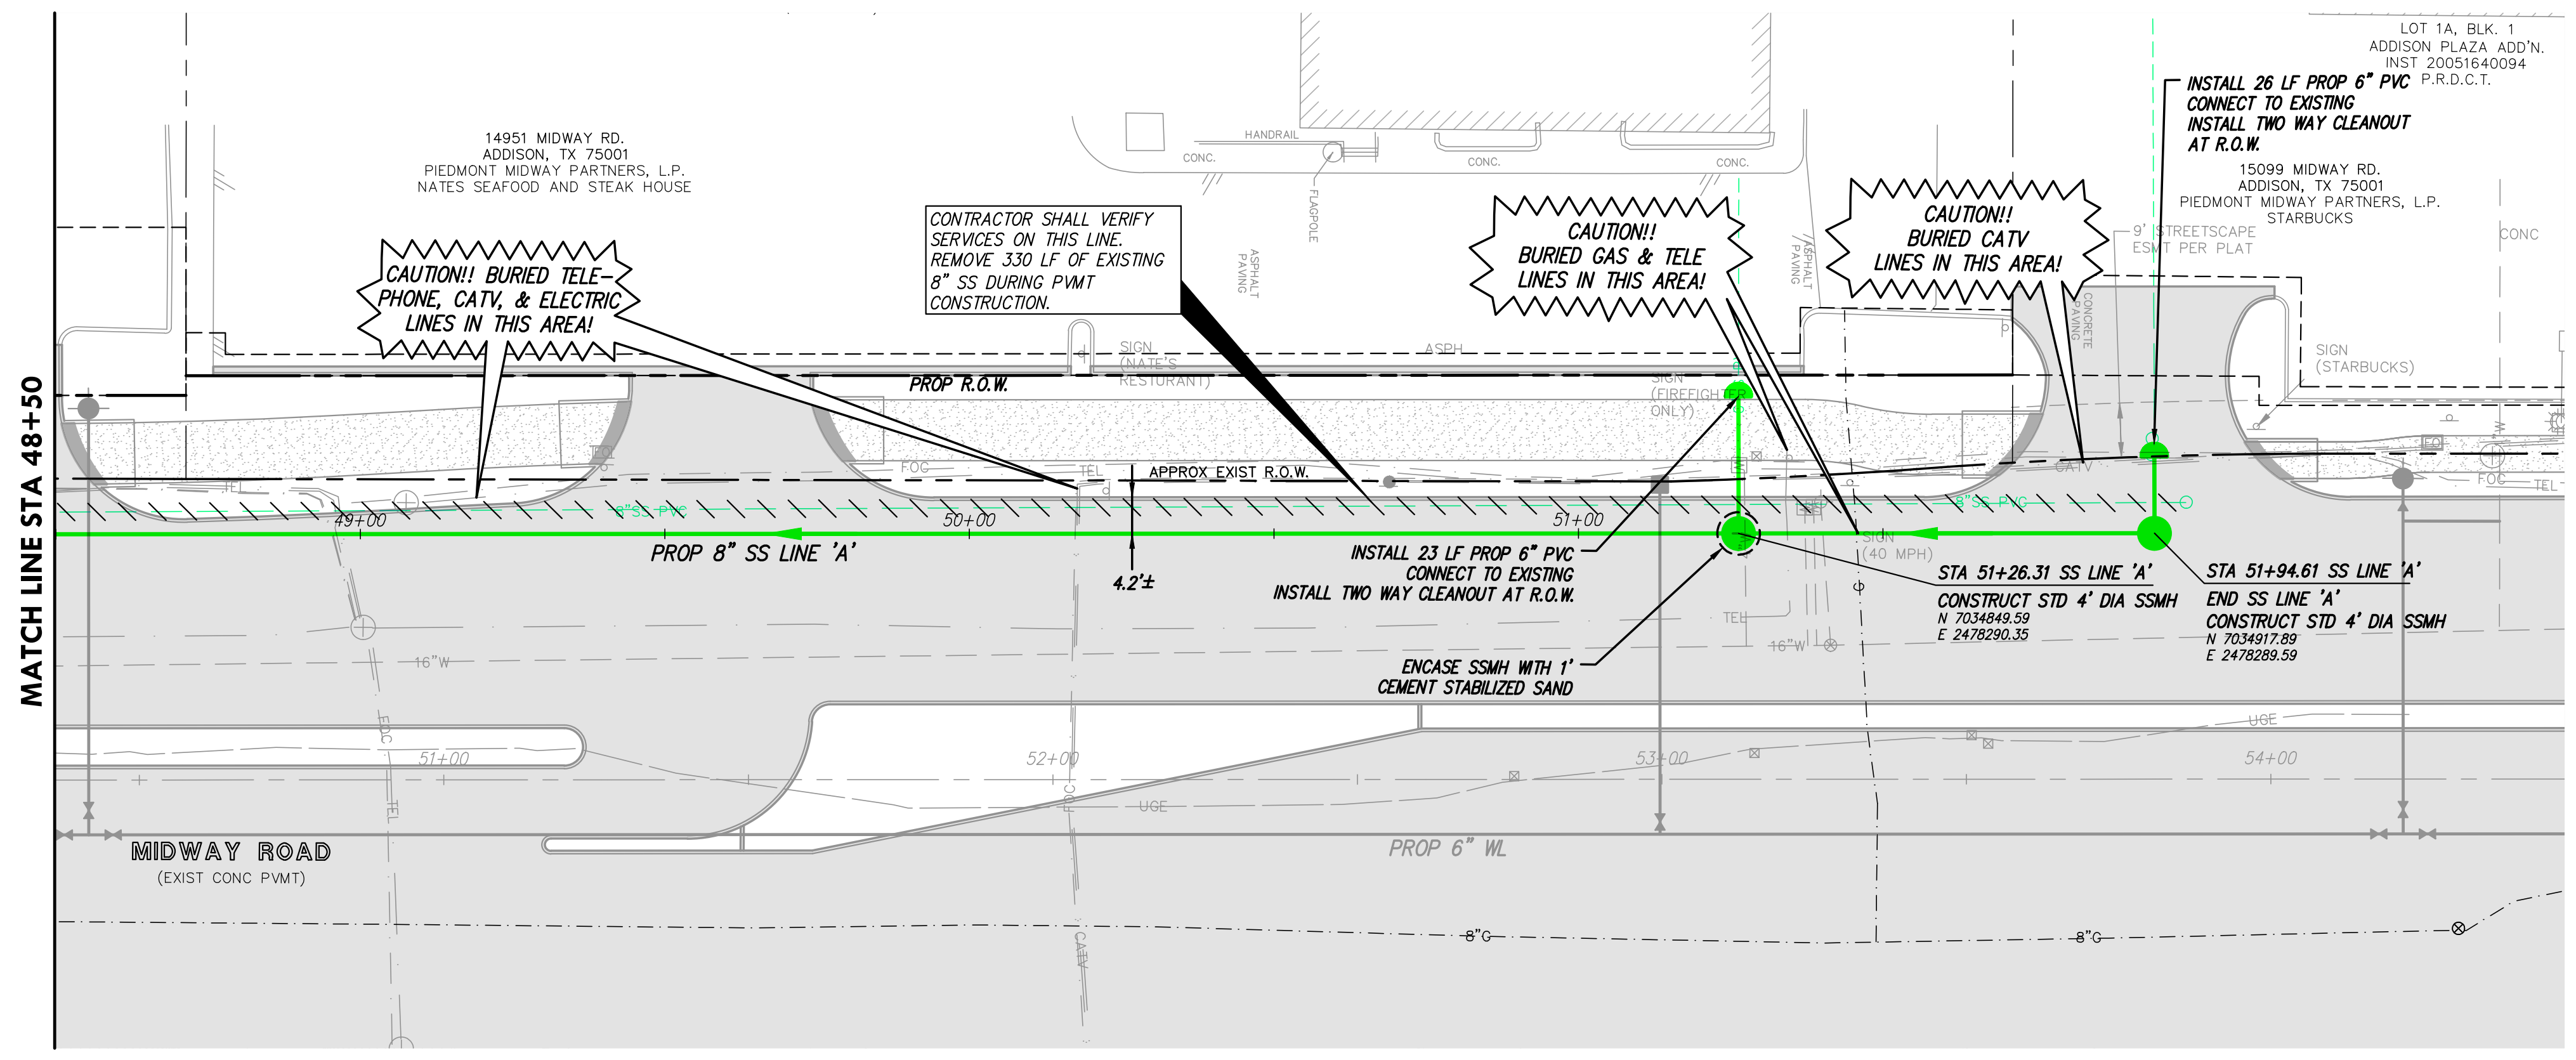 MATCH LINE STA 48+50
LOT 1A, BLK. 1
ADDISON PLAZA ADD'N.
INST 20051640094
P.R.D.C.T.
INSTALL 26 LF PROP 6" PVC
CONNECT TO EXISTING
INSTALL TWO WAY CLEANOUT
AT R.O.W.
14951 MIDWAY RD.
ADDISON, TX 75001
PIEDMONT MIDWAY PARTNERS, L.P.
NATES SEAFOOD AND STEAK HOUSE
HANDRAIL
CONC.
CONC.
CONC.
FLAGPOLE
ASPHALT
PAVING
ASPHALT
PAVING
15099 MIDWAY RD.
ADDISON, TX 75001
PIEDMONT MIDWAY PARTNERS, L.P.
STARBUCKS
9' STREETSCAPE
ESMT PER PLAT
CONC
CONTRACTOR SHALL VERIFY
SERVICES ON THIS LINE.
REMOVE 330 LF OF EXISTING
8" SS DURING PVMT
CONSTRUCTION.
CAUTION!!
BURIED GAS & TELE
LINES IN THIS AREA!
CAUTION!!
BURIED CATV
LINES IN THIS AREA!
CAUTION!! BURIED TELE-
PHONE, CATV, & ELECTRIC
LINES IN THIS AREA!
CONCRETE
PAVING
SIGN
(NATE'S
RESTURANT)
ASPH
SIGN
(STARBUCKS)
PROP R.O.W.
SIGN
(FIREFIGHTER
ONLY)
FOC
TEL
APPROX EXIST R.O.W.
CATV
FOC
TEL
8"SS PVC
8"SS PVC
49+00
50+00
51+00
PROP 8" SS LINE 'A'
4.2'±
INSTALL 23 LF PROP 6" PVC
CONNECT TO EXISTING
INSTALL TWO WAY CLEANOUT AT R.O.W.
SIGN
(40 MPH)
STA 51+26.31 SS LINE 'A'
CONSTRUCT STD 4' DIA SSMH
N 7034849.59
E 2478290.35
STA 51+94.61 SS LINE 'A'
END SS LINE 'A'
CONSTRUCT STD 4' DIA SSMH
N 7034917.89
E 2478289.59
TEL
16"W
16"W
ENCASE SSMH WITH 1'
CEMENT STABILIZED SAND
FOC
TEL
UGE
51+00
52+00
53+00
54+00
FOC
UGE
MIDWAY ROAD
(EXIST CONC PVMT)
PROP 6" WL
CATV
8"G
8"G